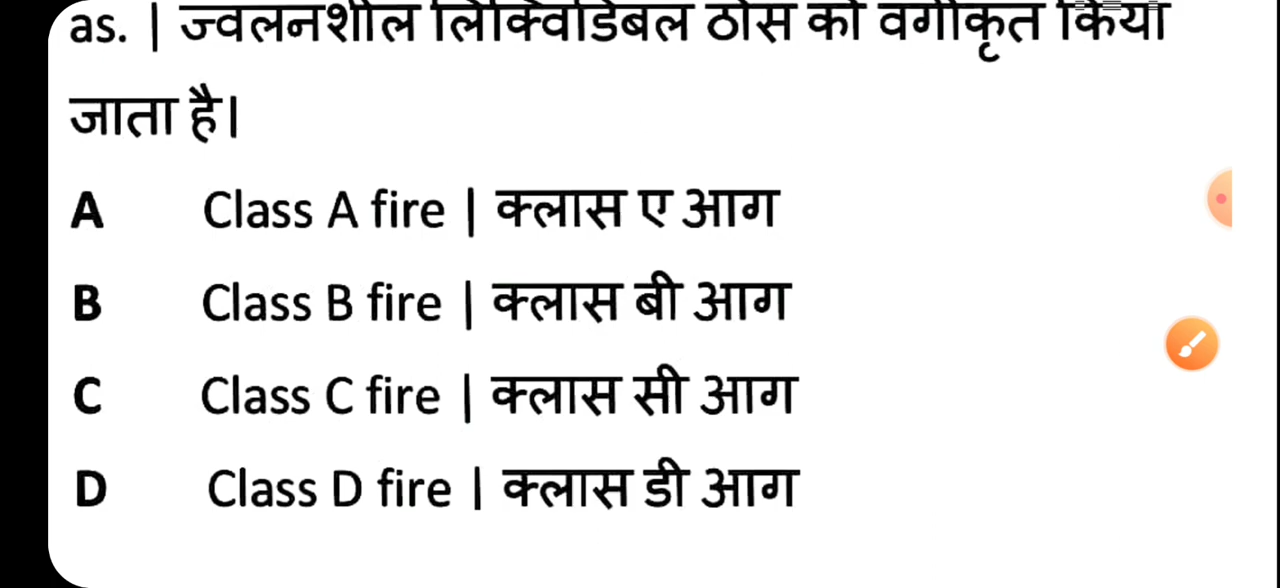 as. | ज्वलनशील लिक्विडिबल ठोस को वर्गीकृत किया
जाता है।
A Class A fire | क्लास ए आग
B Class B fire | क्लास बी आग
C Class C fire | क्लास सी आग
D Class D fire | क्लास डी आग